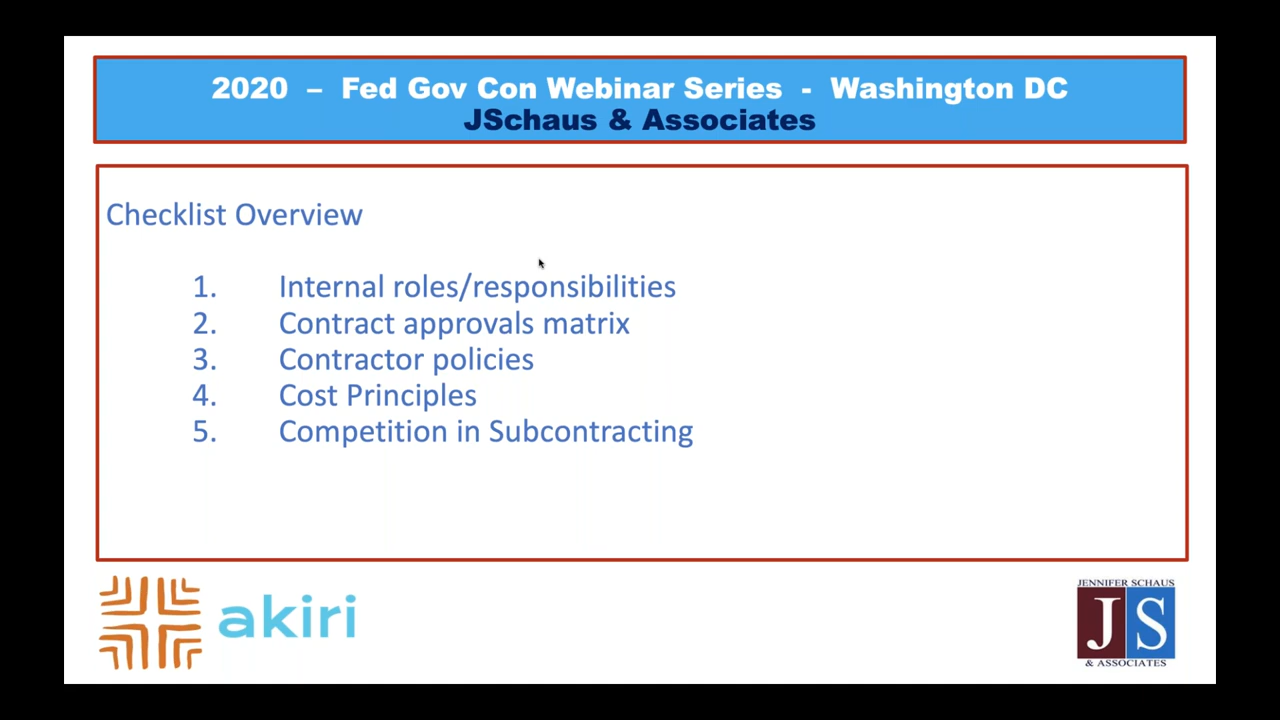 2020 – Fed Gov Con Webinar Series - Washington DC
JSchaus & Associates
Checklist Overview
1. Internal roles/responsibilities
2. Contract approvals matrix
3. Contractor policies
4. Cost Principles
5. Competition in Subcontracting
akiri
JENNIFER SCHAUS
JS
& ASSOCIATES